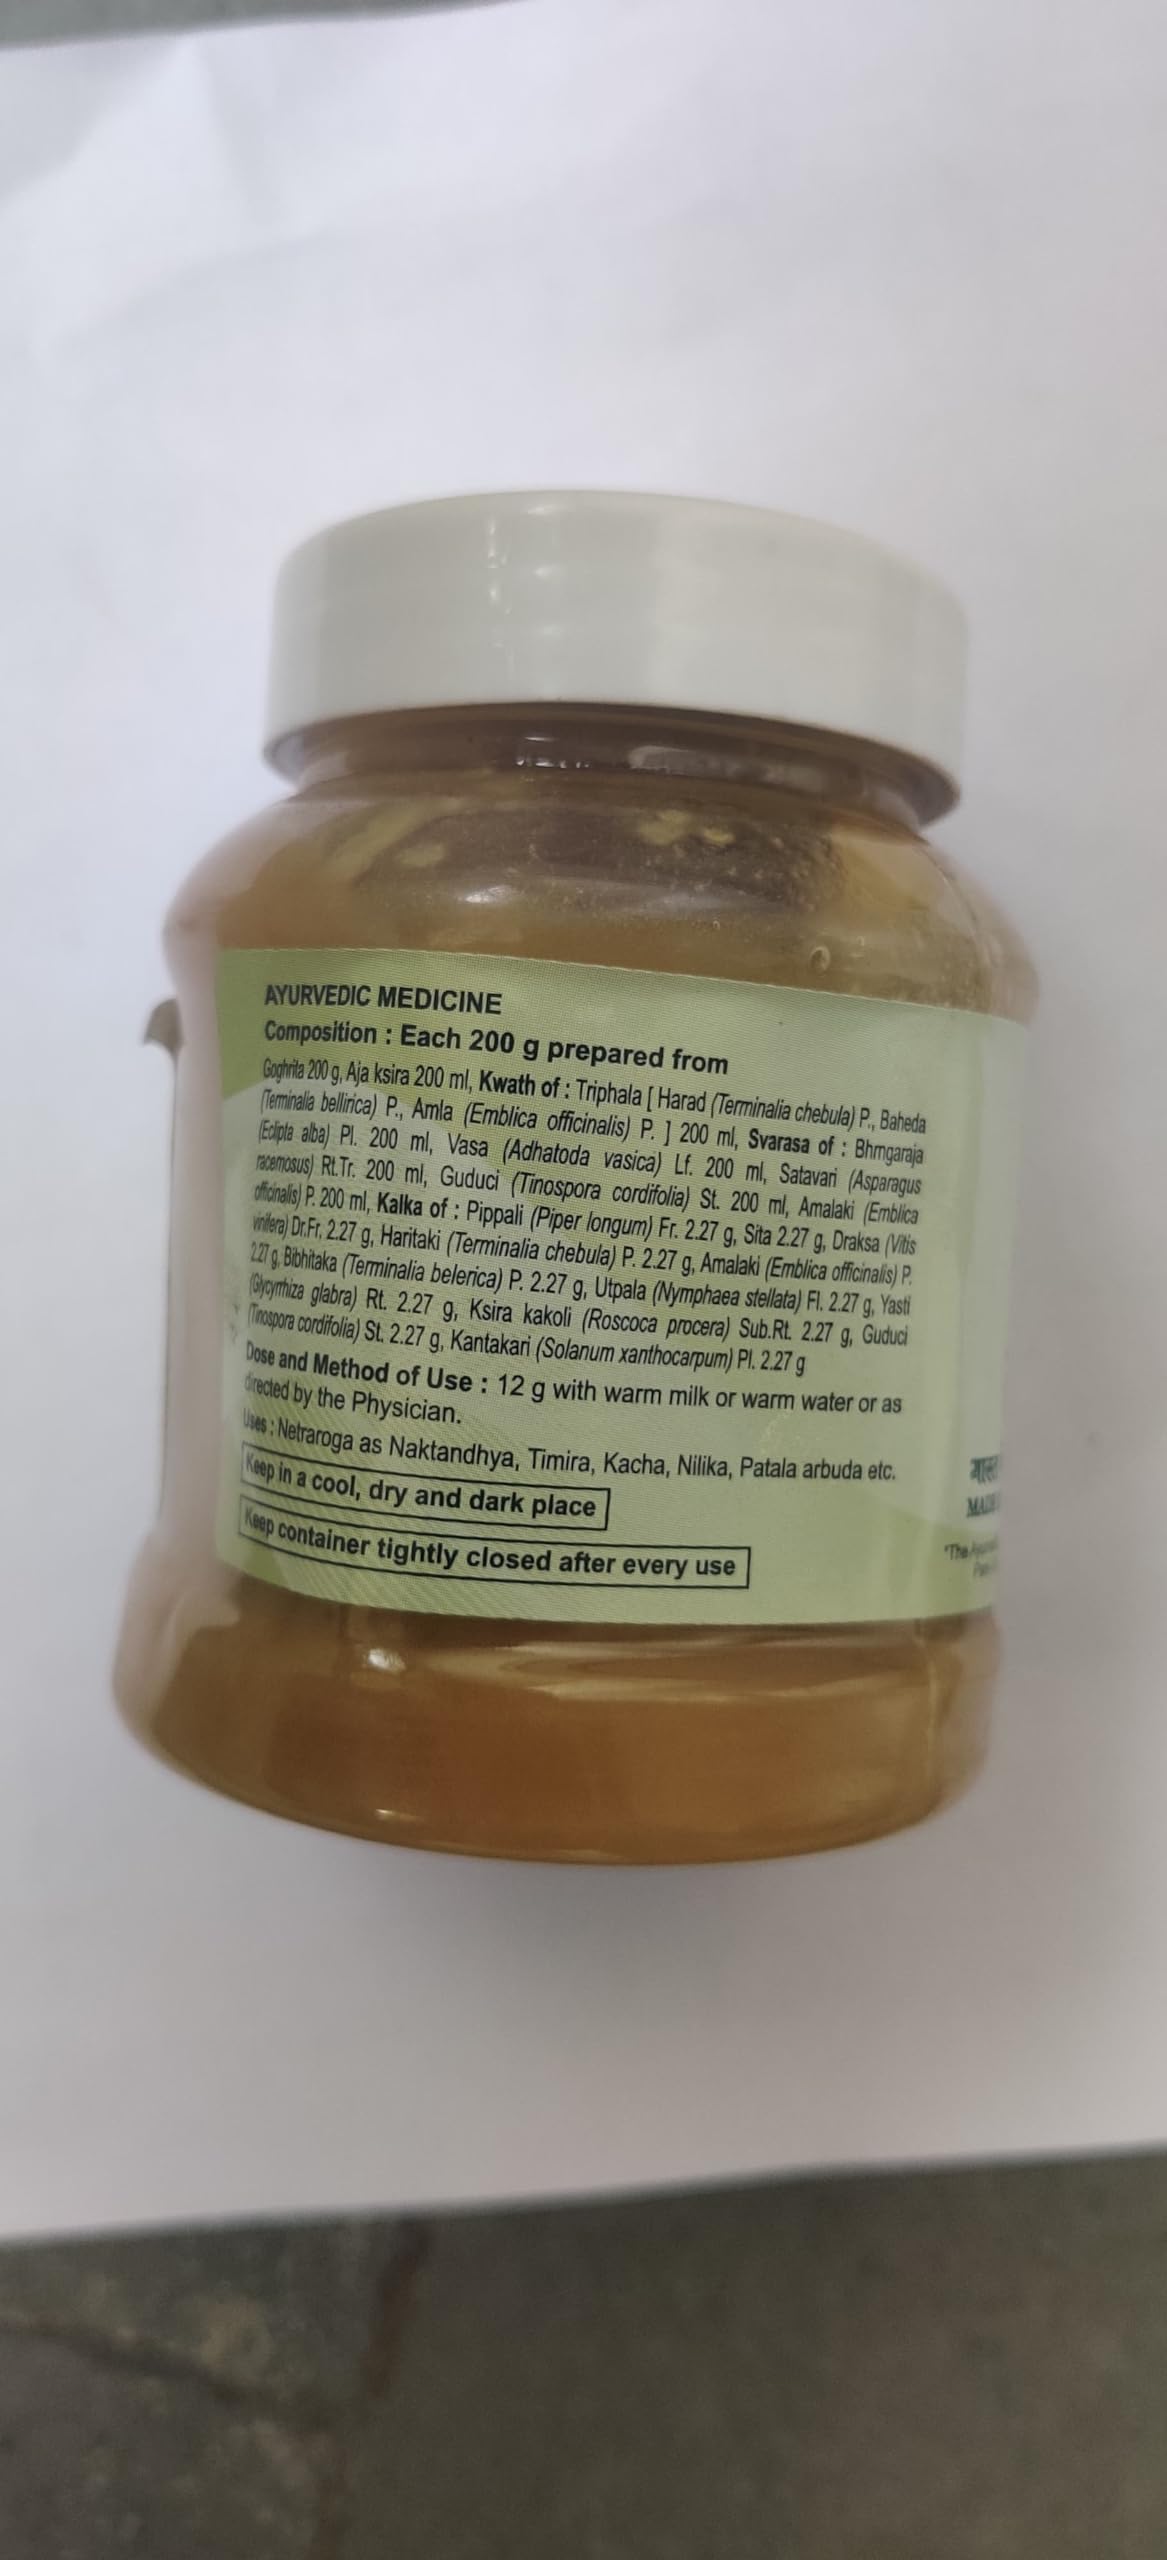 AYURVEDIC MEDICINE
Composition : Each 200 g prepared from
Goghrita 200 g, Aja ksira 200 ml, Kwath of : Triphala [ Harad (Terminalia chebula) P., Baheda
(Terminalia bellirica) P., Amla (Emblica officinalis) P. ] 200 ml, Svarasa of : Bhrngaraja
(Eclipta alba) Pl. 200 ml, Vasa (Adhatoda vasica) Lf. 200 ml, Satavari (Asparagus
racemosus) Rt.Tr. 200 ml, Guduci (Tinospora cordifolia) St. 200 ml, Amalaki (Emblica
officinalis) P. 200 ml, Kalka of : Pippali (Piper longum) Fr. 2.27 g, Sita 2.27 g, Draksa (Vitis
vinifera) Dr.Fr, 2.27 g, Haritaki (Terminalia chebula) P. 2.27 g, Amalaki (Emblica officinalis) P.
2.27 g, Bibhitaka (Terminalia belerica) P. 2.27 g, Utpala (Nymphaea stellata) Fl. 2.27 g, Yasti
(Glycyrrhiza glabra) Rt. 2.27 g, Ksira kakoli (Roscoca procera) Sub.Rt. 2.27 g, Guduci
(Tinospora cordifolia) St. 2.27 g, Kantakari (Solanum xanthocarpum) Pl. 2.27 g
Dose and Method of Use : 12 g with warm milk or warm water or as
directed by the Physician.
Uses : Netraroga as Naktandhya, Timira, Kacha, Nilika, Patala arbuda etc.
Keep in a cool, dry and dark place
Keep container tightly closed after every use